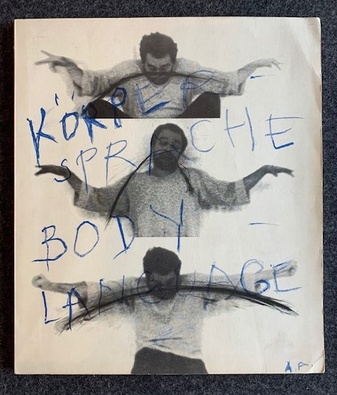 KÖRPER-
SPRACHE
BODY-
LANGUAGE
A.R.